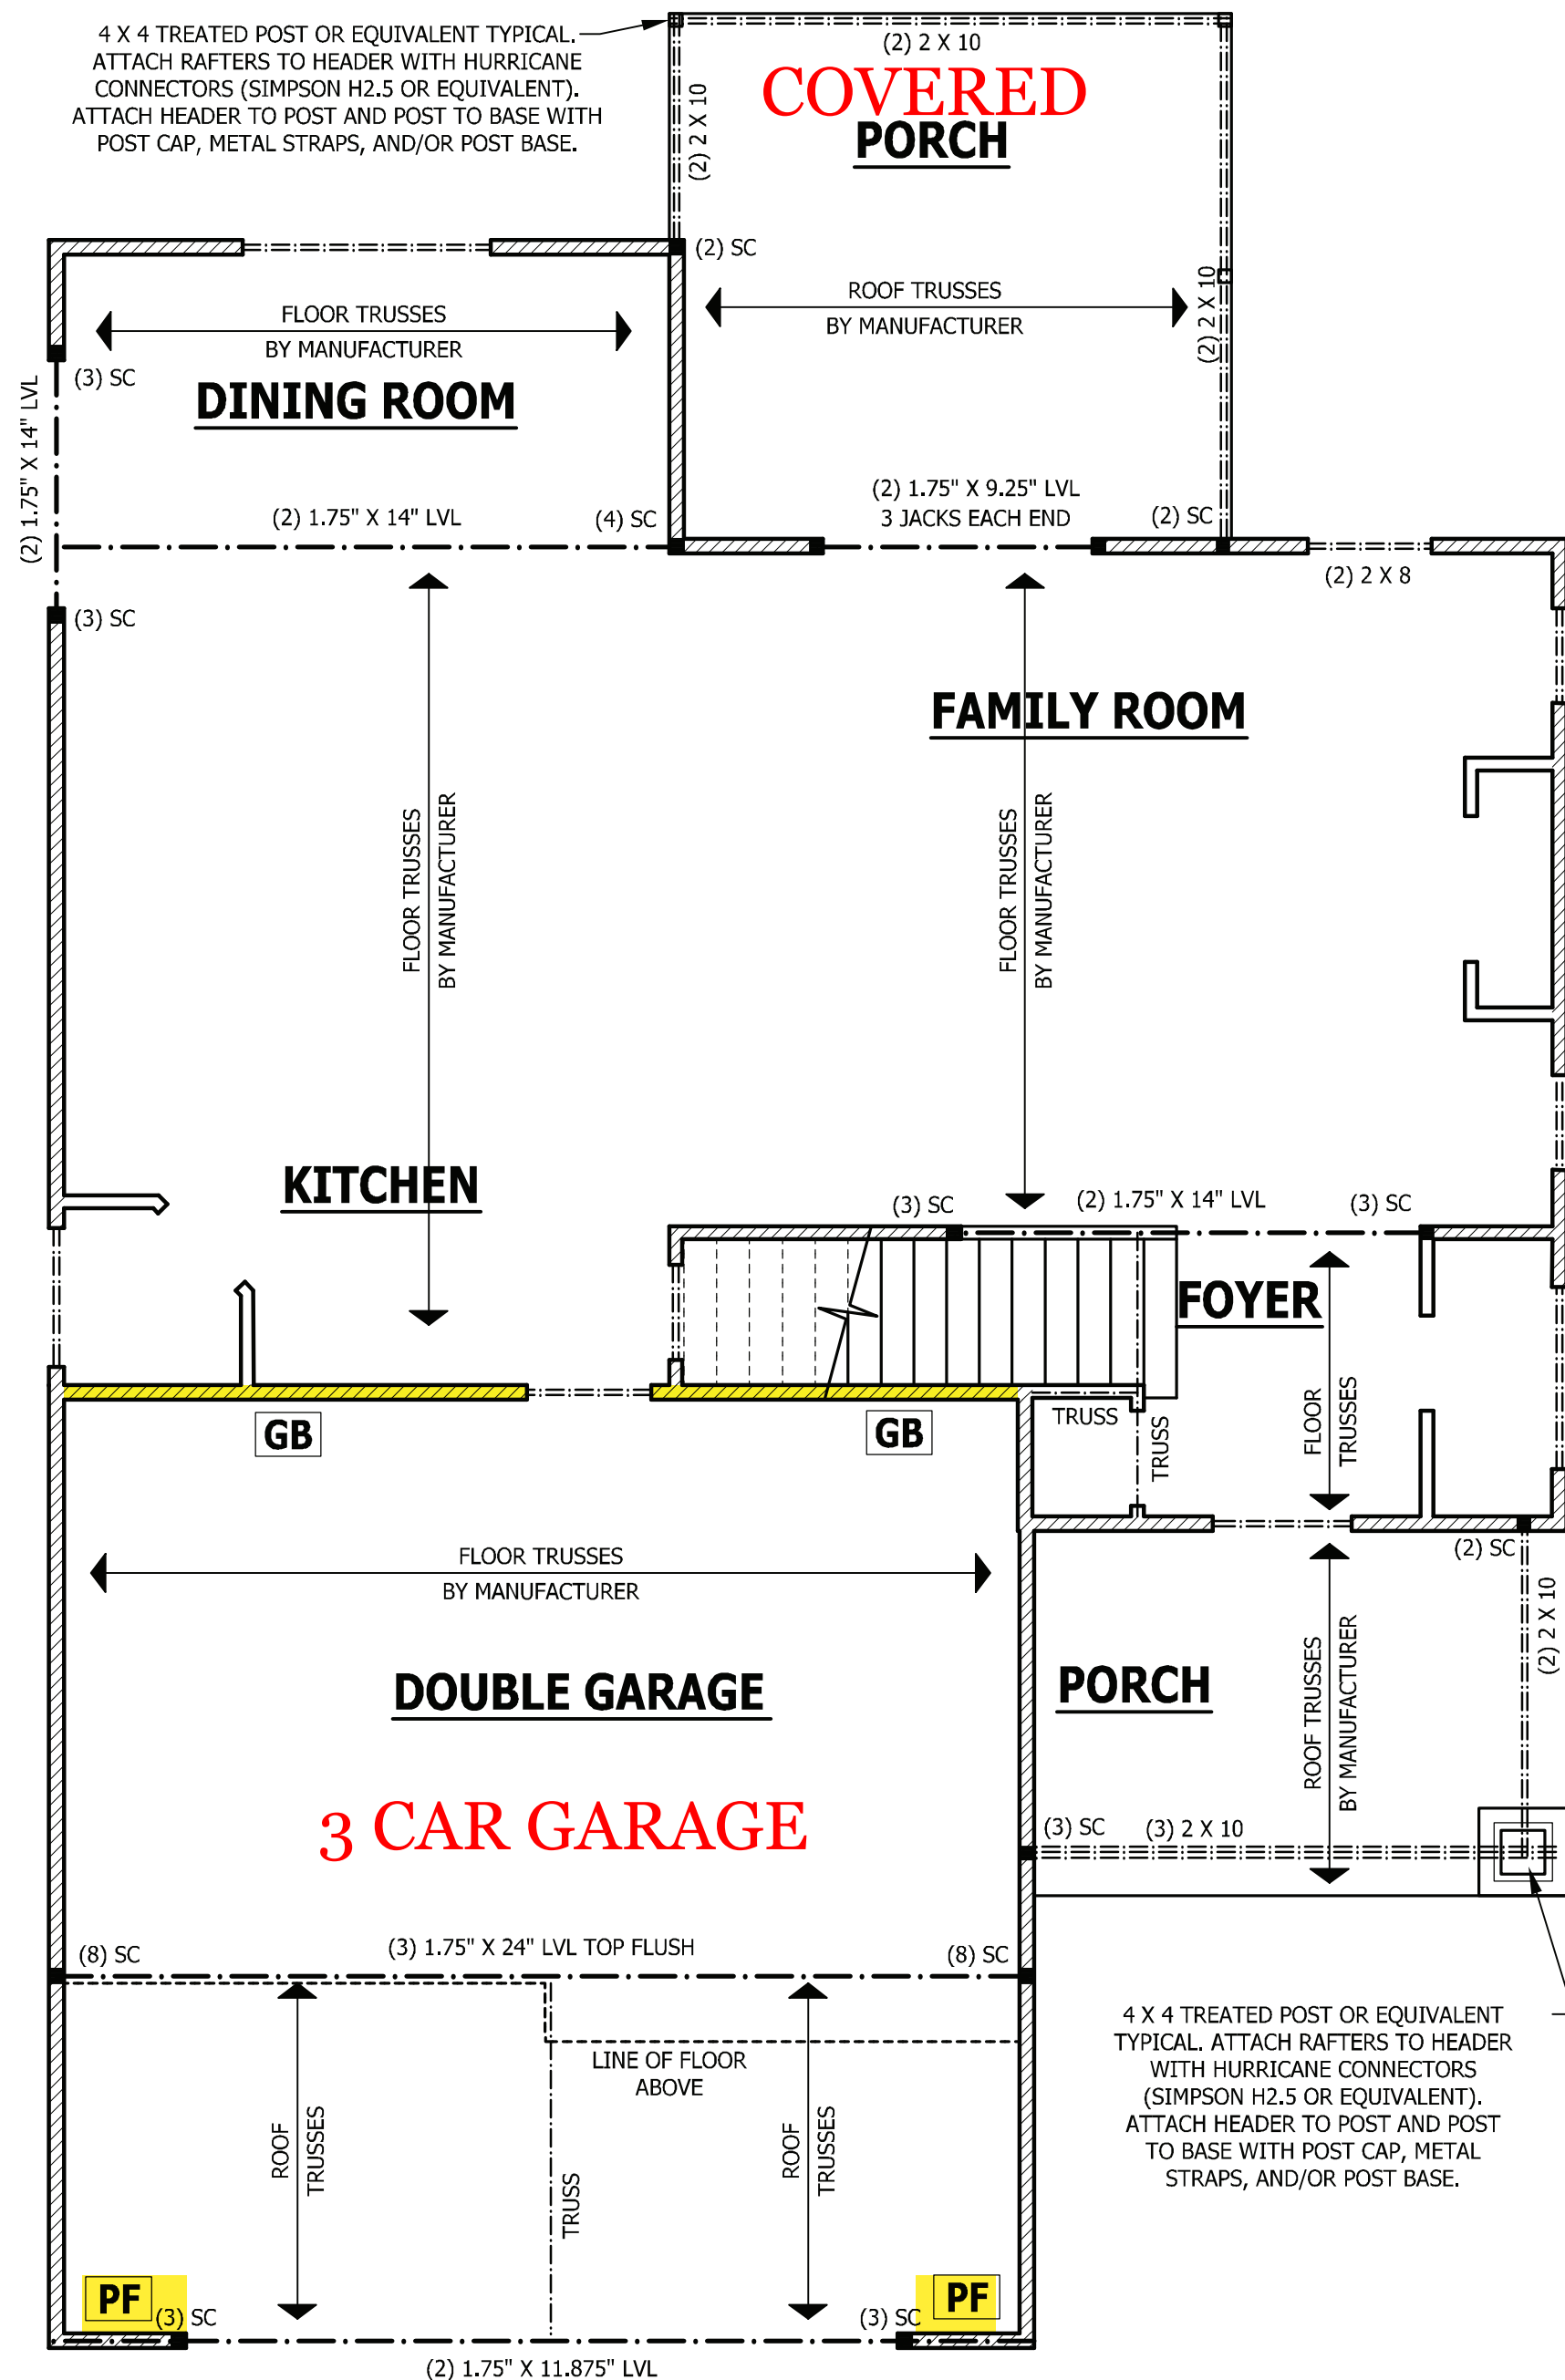 4 X 4 TREATED POST OR EQUIVALENT TYPICAL.
ATTACH RAFTERS TO HEADER WITH HURRICANE
CONNECTORS (SIMPSON H2.5 OR EQUIVALENT).
ATTACH HEADER TO POST AND POST TO BASE WITH
POST CAP, METAL STRAPS, AND/OR POST BASE.
(2) 2 X 10
COVERED
PORCH
(2) 2 X 10
(2) SC
ROOF TRUSSES
BY MANUFACTURER
(2) 2 X 10
FLOOR TRUSSES
BY MANUFACTURER
(3) SC
DINING ROOM
(2) 1.75" X 14" LVL
(2) 1.75" X 14" LVL
(4) SC
(2) 1.75" X 9.25" LVL
3 JACKS EACH END
(2) SC
(2) 2 X 8
(3) SC
FAMILY ROOM
FLOOR TRUSSES
BY MANUFACTURER
FLOOR TRUSSES
BY MANUFACTURER
KITCHEN
(3) SC
(2) 1.75" X 14" LVL
(3) SC
FOYER
GB
GB
TRUSS
TRUSS
FLOOR
TRUSSES
FLOOR TRUSSES
BY MANUFACTURER
(2) SC
(2) 2 X 10
DOUBLE GARAGE
PORCH
ROOF TRUSSES
BY MANUFACTURER
3 CAR GARAGE
(3) SC
(3) 2 X 10
(8) SC
(3) 1.75" X 24" LVL TOP FLUSH
(8) SC
LINE OF FLOOR
ABOVE
ROOF
TRUSSES
TRUSS
ROOF
TRUSSES
4 X 4 TREATED POST OR EQUIVALENT
TYPICAL. ATTACH RAFTERS TO HEADER
WITH HURRICANE CONNECTORS
(SIMPSON H2.5 OR EQUIVALENT).
ATTACH HEADER TO POST AND POST
TO BASE WITH POST CAP, METAL
STRAPS, AND/OR POST BASE.
PF
(3) SC
(3) SC
PF
(2) 1.75" X 11.875" LVL